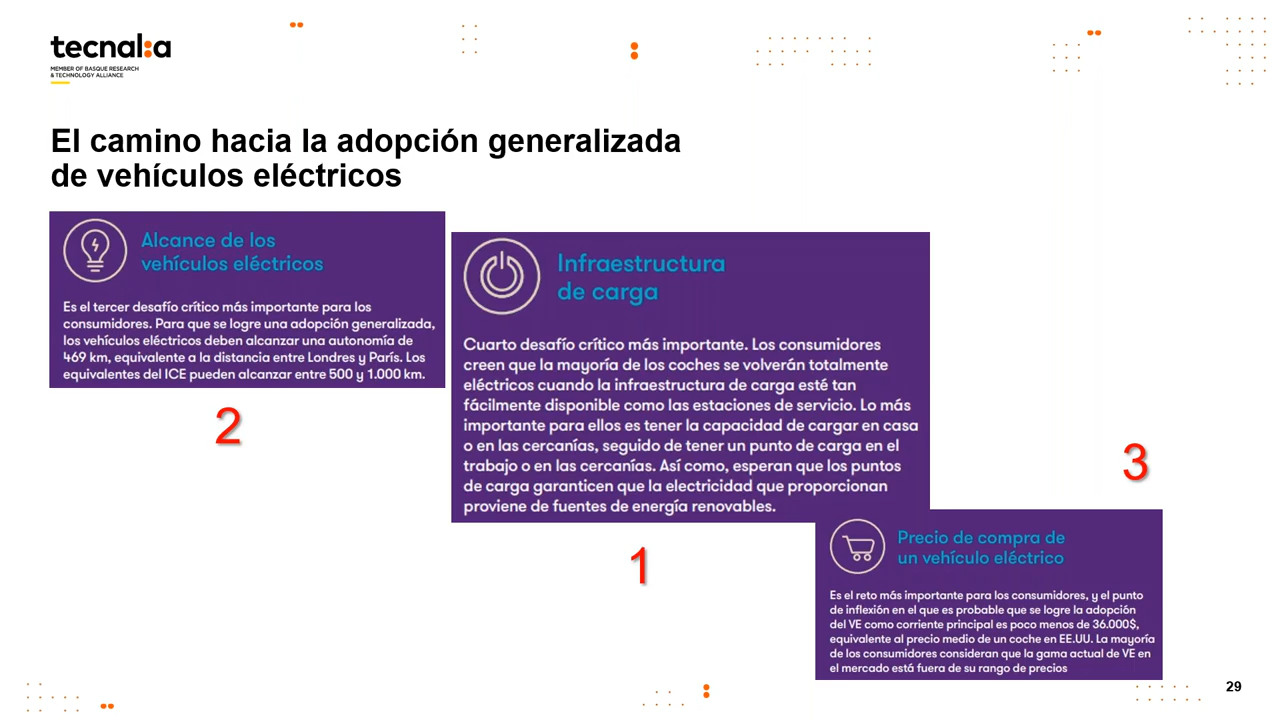 tecnal:a
MEMBER OF BASQUE RESEARCH
& TECHNOLOGY ALLIANCE
El camino hacia la adopción generalizada
de vehículos eléctricos
Alcance de los
vehículos eléctricos
Es el tercer desafío crítico más importante para los
consumidores. Para que se logre una adopción generalizada,
los vehículos eléctricos deben alcanzar una autonomía de
469 km, equivalente a la distancia entre Londres y París. Los
equivalentes del ICE pueden alcanzar entre 500 y 1.000 km.
2
Infraestructura
de carga
Cuarto desafío crítico más importante. Los consumidores
creen que la mayoría de los coches se volverán totalmente
eléctricos cuando la infraestructura de carga esté tan
fácilmente disponible como las estaciones de servicio. Lo más
importante para ellos es tener la capacidad de cargar en casa
o en las cercanías, seguido de tener un punto de carga en el
trabajo o en las cercanías. Así como, esperan que los puntos
de carga garanticen que la electricidad que proporcionan
proviene de fuentes de energía renovables.
1
3
Precio de compra de
un vehículo eléctrico
Es el reto más importante para los consumidores, y el punto
de inflexión en el que es probable que se logre la adopción
del VE como corriente principal es poco menos de 36.000$,
equivalente al precio medio de un coche en EE.UU. La mayoría
de los consumidores consideran que la gama actual de VE en
el mercado está fuera de su rango de precios
29